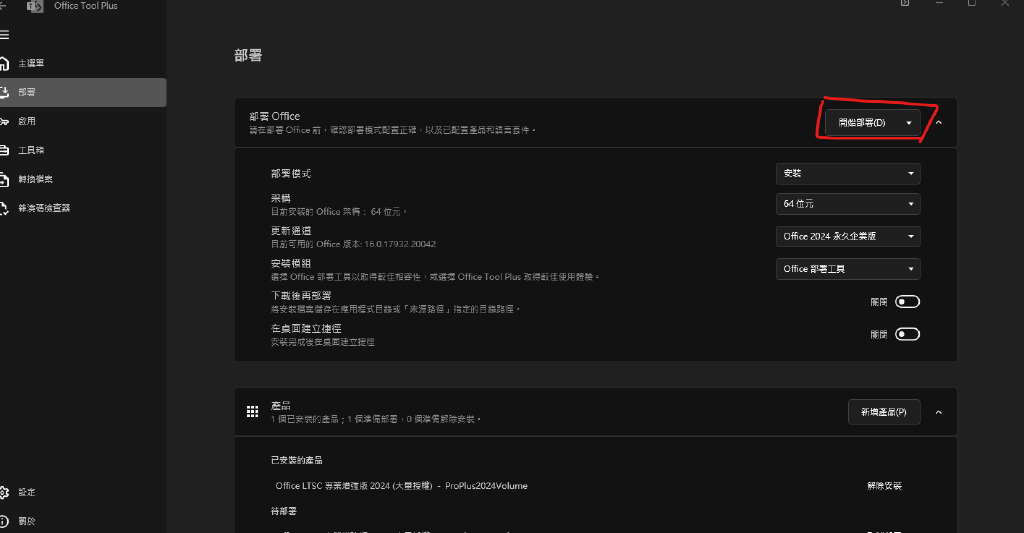 Office Tool Plus
主選單
部署
啟用
工具箱
轉換檔案
雜湊碼檢查器
設定
關於
部署
部署 Office
請在部署 Office 前，確認部署模式配置正確，以及已配置產品和語言套件。
開始部署(D)
部署模式
安裝
架構
目前安裝的 Office 架構： 64 位元。
64 位元
更新通道
目前可用的 Office 版本: 16.0.17932.20042
Office 2024 永久企業版
安裝模組
選擇 Office 部署工具以取得較佳相容性，或選擇 Office Tool Plus 取得較佳使用體驗。
Office 部署工具
下載後再部署
將安裝檔案儲存在應用程式目錄或「來源路徑」指定的目錄路徑。
關閉
在桌面建立捷徑
安裝完成後在桌面建立捷徑
關閉
產品
1 個已安裝的產品；1 個準備部署，0 個準備解除安裝。
新增產品(P)
已安裝的產品
Office LTSC 專業增強版 2024 (大量授權) - ProPlus2024Volume
解除安裝
待部署